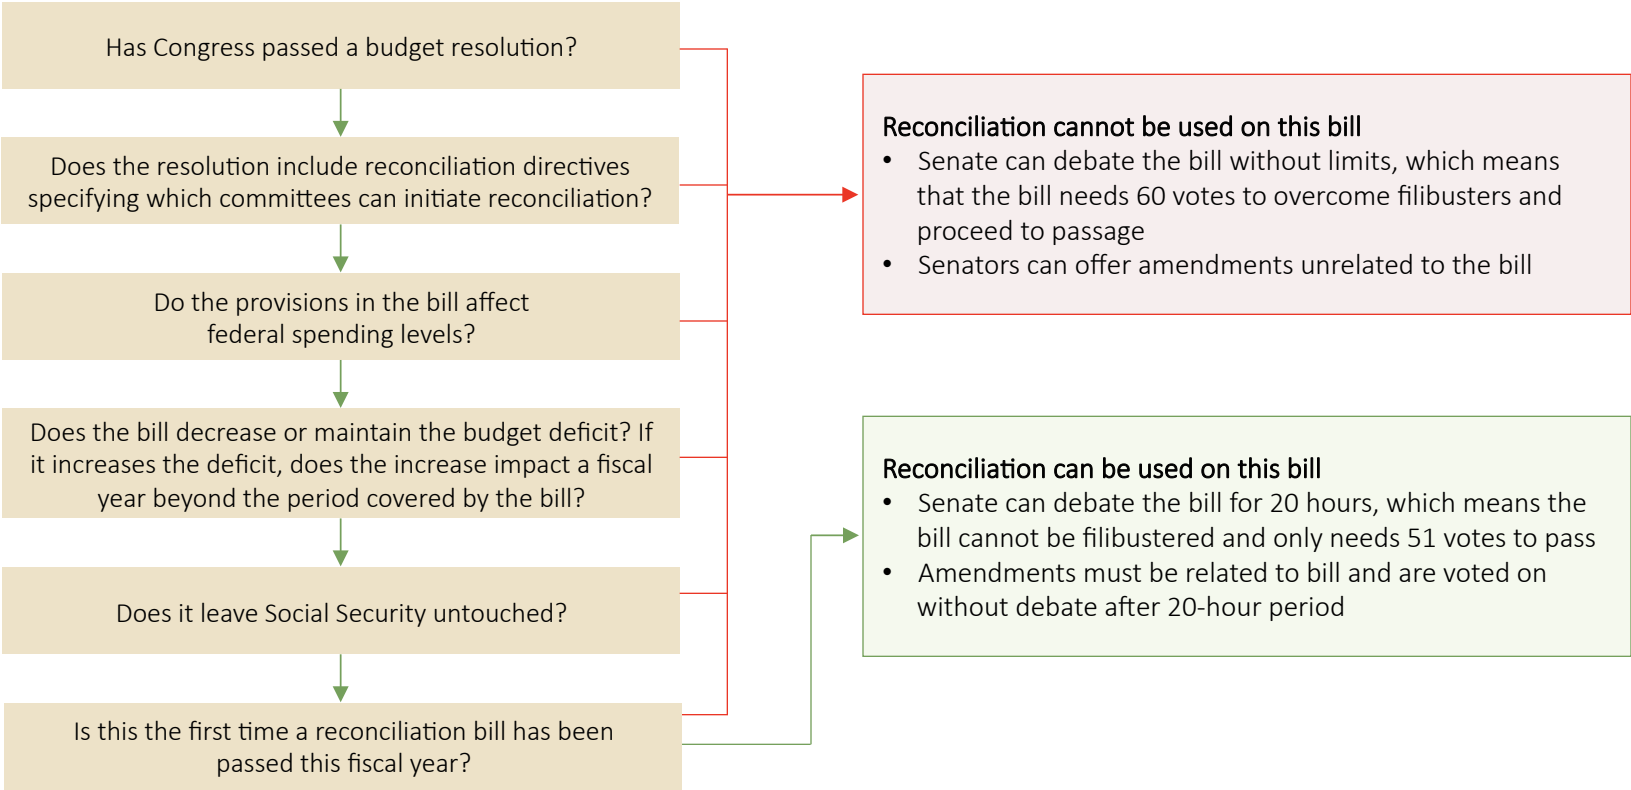 Has Congress passed a budget resolution?
Does the resolution include reconciliation directives
specifying which committees can initiate reconciliation?
Do the provisions in the bill affect
federal spending levels?
Does the bill decrease or maintain the budget deficit? If
it increases the deficit, does the increase impact a fiscal
year beyond the period covered by the bill?
Does it leave Social Security untouched?
Is this the first time a reconciliation bill has been
passed this fiscal year?
Reconciliation cannot be used on this bill
• Senate can debate the bill without limits, which means
that the bill needs 60 votes to overcome filibusters and
proceed to passage
• Senators can offer amendments unrelated to the bill
Reconciliation can be used on this bill
• Senate can debate the bill for 20 hours, which means the
bill cannot be filibustered and only needs 51 votes to pass
• Amendments must be related to bill and are voted on
without debate after 20-hour period